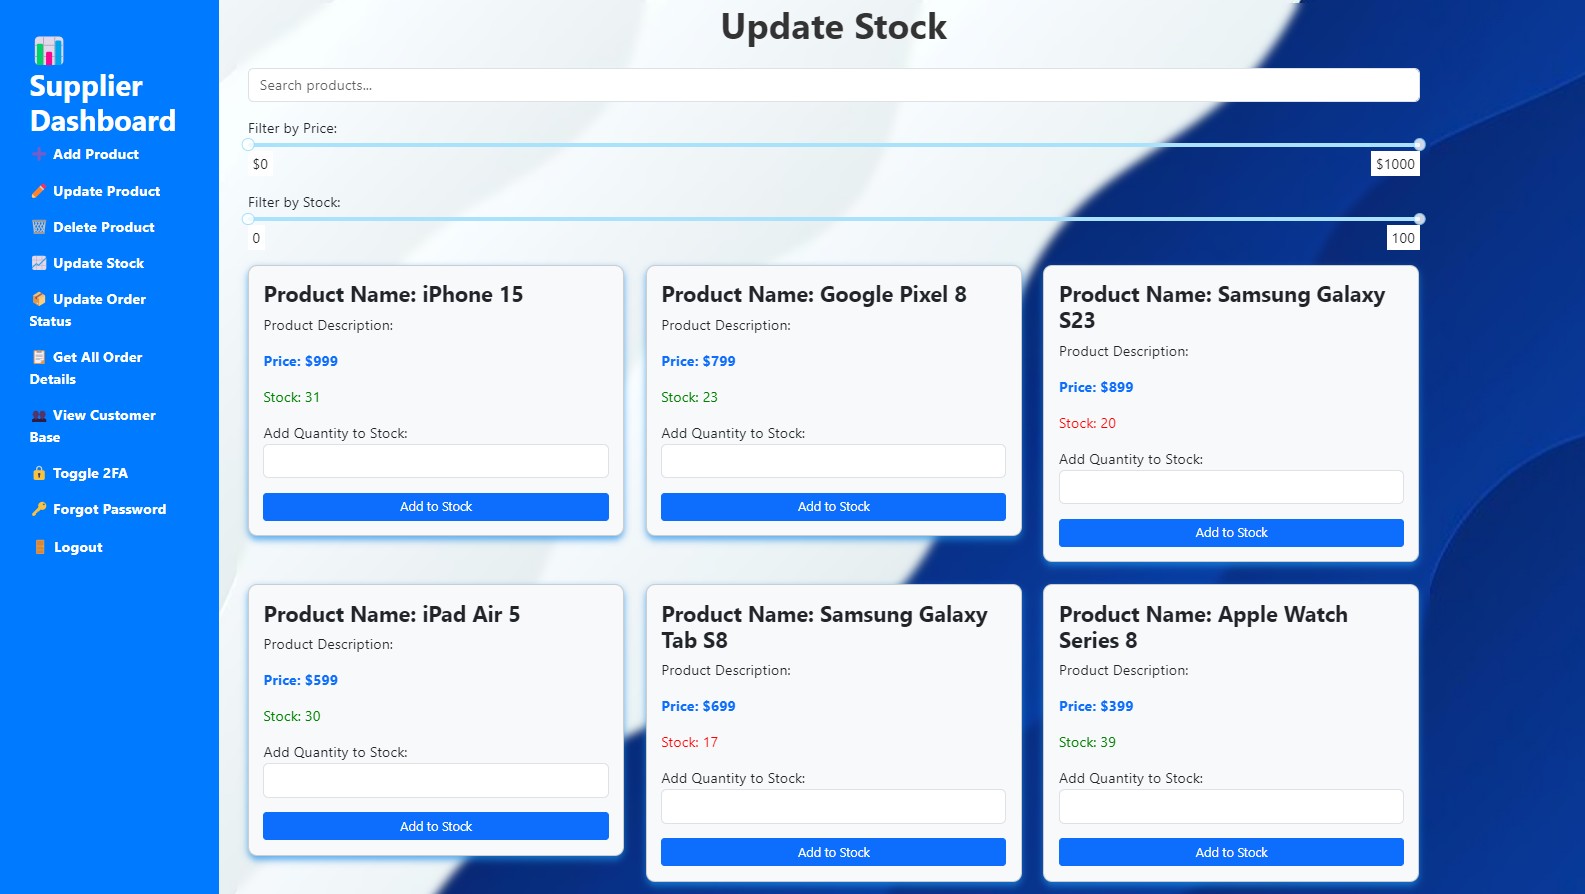 Supplier
Dashboard
Add Product
Update Product
Delete Product
Update Stock
Update Order
Status
Get All Order
Details
View Customer
Base
Toggle 2FA
Forgot Password
Logout
Update Stock
Search products...
Filter by Price:
$0
$1000
Filter by Stock:
0
100
Product Name: iPhone 15
Product Description:
Price: $999
Stock: 31
Add Quantity to Stock:
Add to Stock
Product Name: Google Pixel 8
Product Description:
Price: $799
Stock: 23
Add Quantity to Stock:
Add to Stock
Product Name: Samsung Galaxy
S23
Product Description:
Price: $899
Stock: 20
Add Quantity to Stock:
Add to Stock
Product Name: iPad Air 5
Product Description:
Price: $599
Stock: 30
Add Quantity to Stock:
Add to Stock
Product Name: Samsung Galaxy
Tab S8
Product Description:
Price: $699
Stock: 17
Add Quantity to Stock:
Add to Stock
Product Name: Apple Watch
Series 8
Product Description:
Price: $399
Stock: 39
Add Quantity to Stock:
Add to Stock